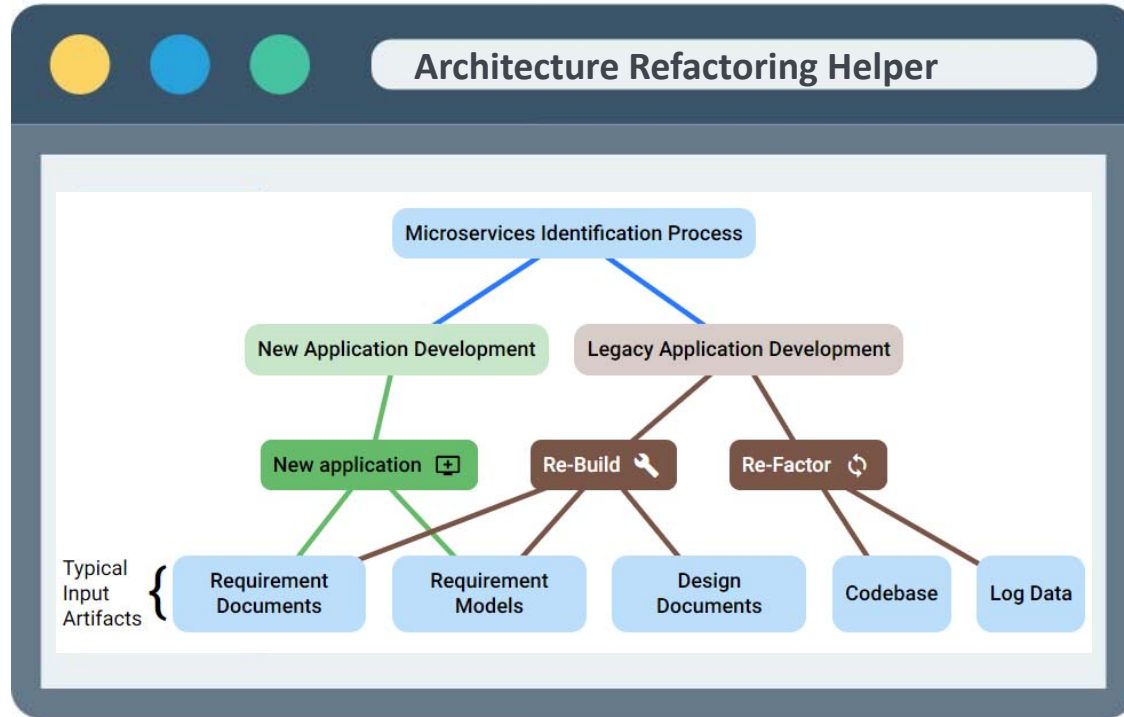 Architecture Refactoring Helper
Microservices Identification Process
New Application Development
Legacy Application Development
New application
Re-Build
Re-Factor
Typical
Input
Artifacts
Requirement
Documents
Requirement
Models
Design
Documents
Codebase
Log Data